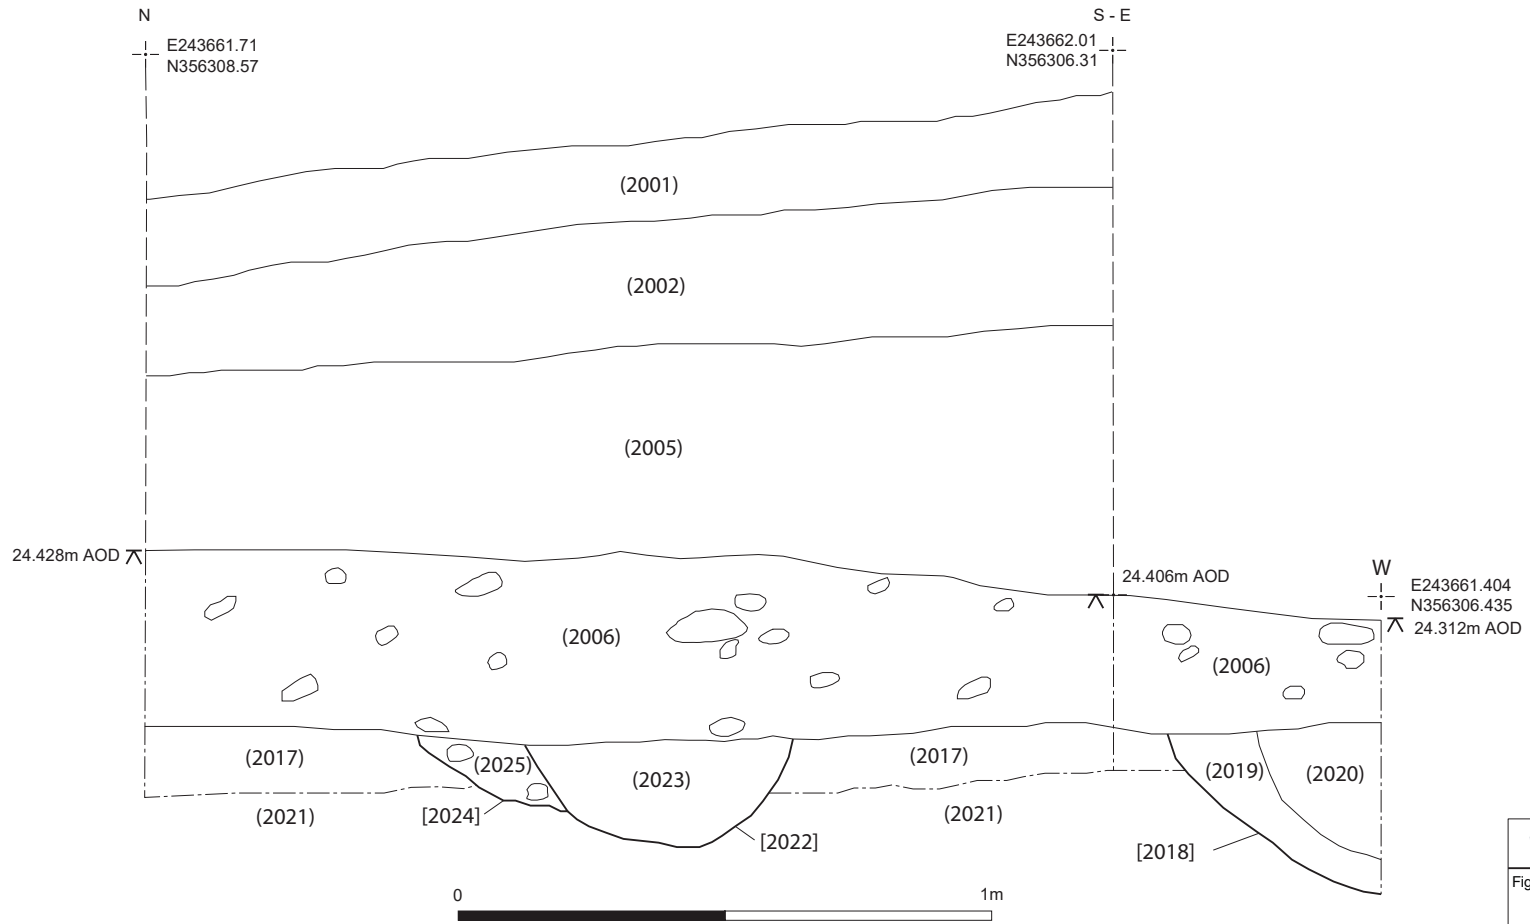 N
S - E
E243661.71
N356308.57
E243662.01
N356306.31
(2001)
(2002)
(2005)
24.428m AOD
24.406m AOD
W
E243661.404
N356306.435
24.312m AOD
(2006)
(2006)
(2017)
(2025)
(2023)
(2017)
(2019)
(2020)
(2021)
[2024]
(2021)
[2022]
[2018]
0
1m
Fig